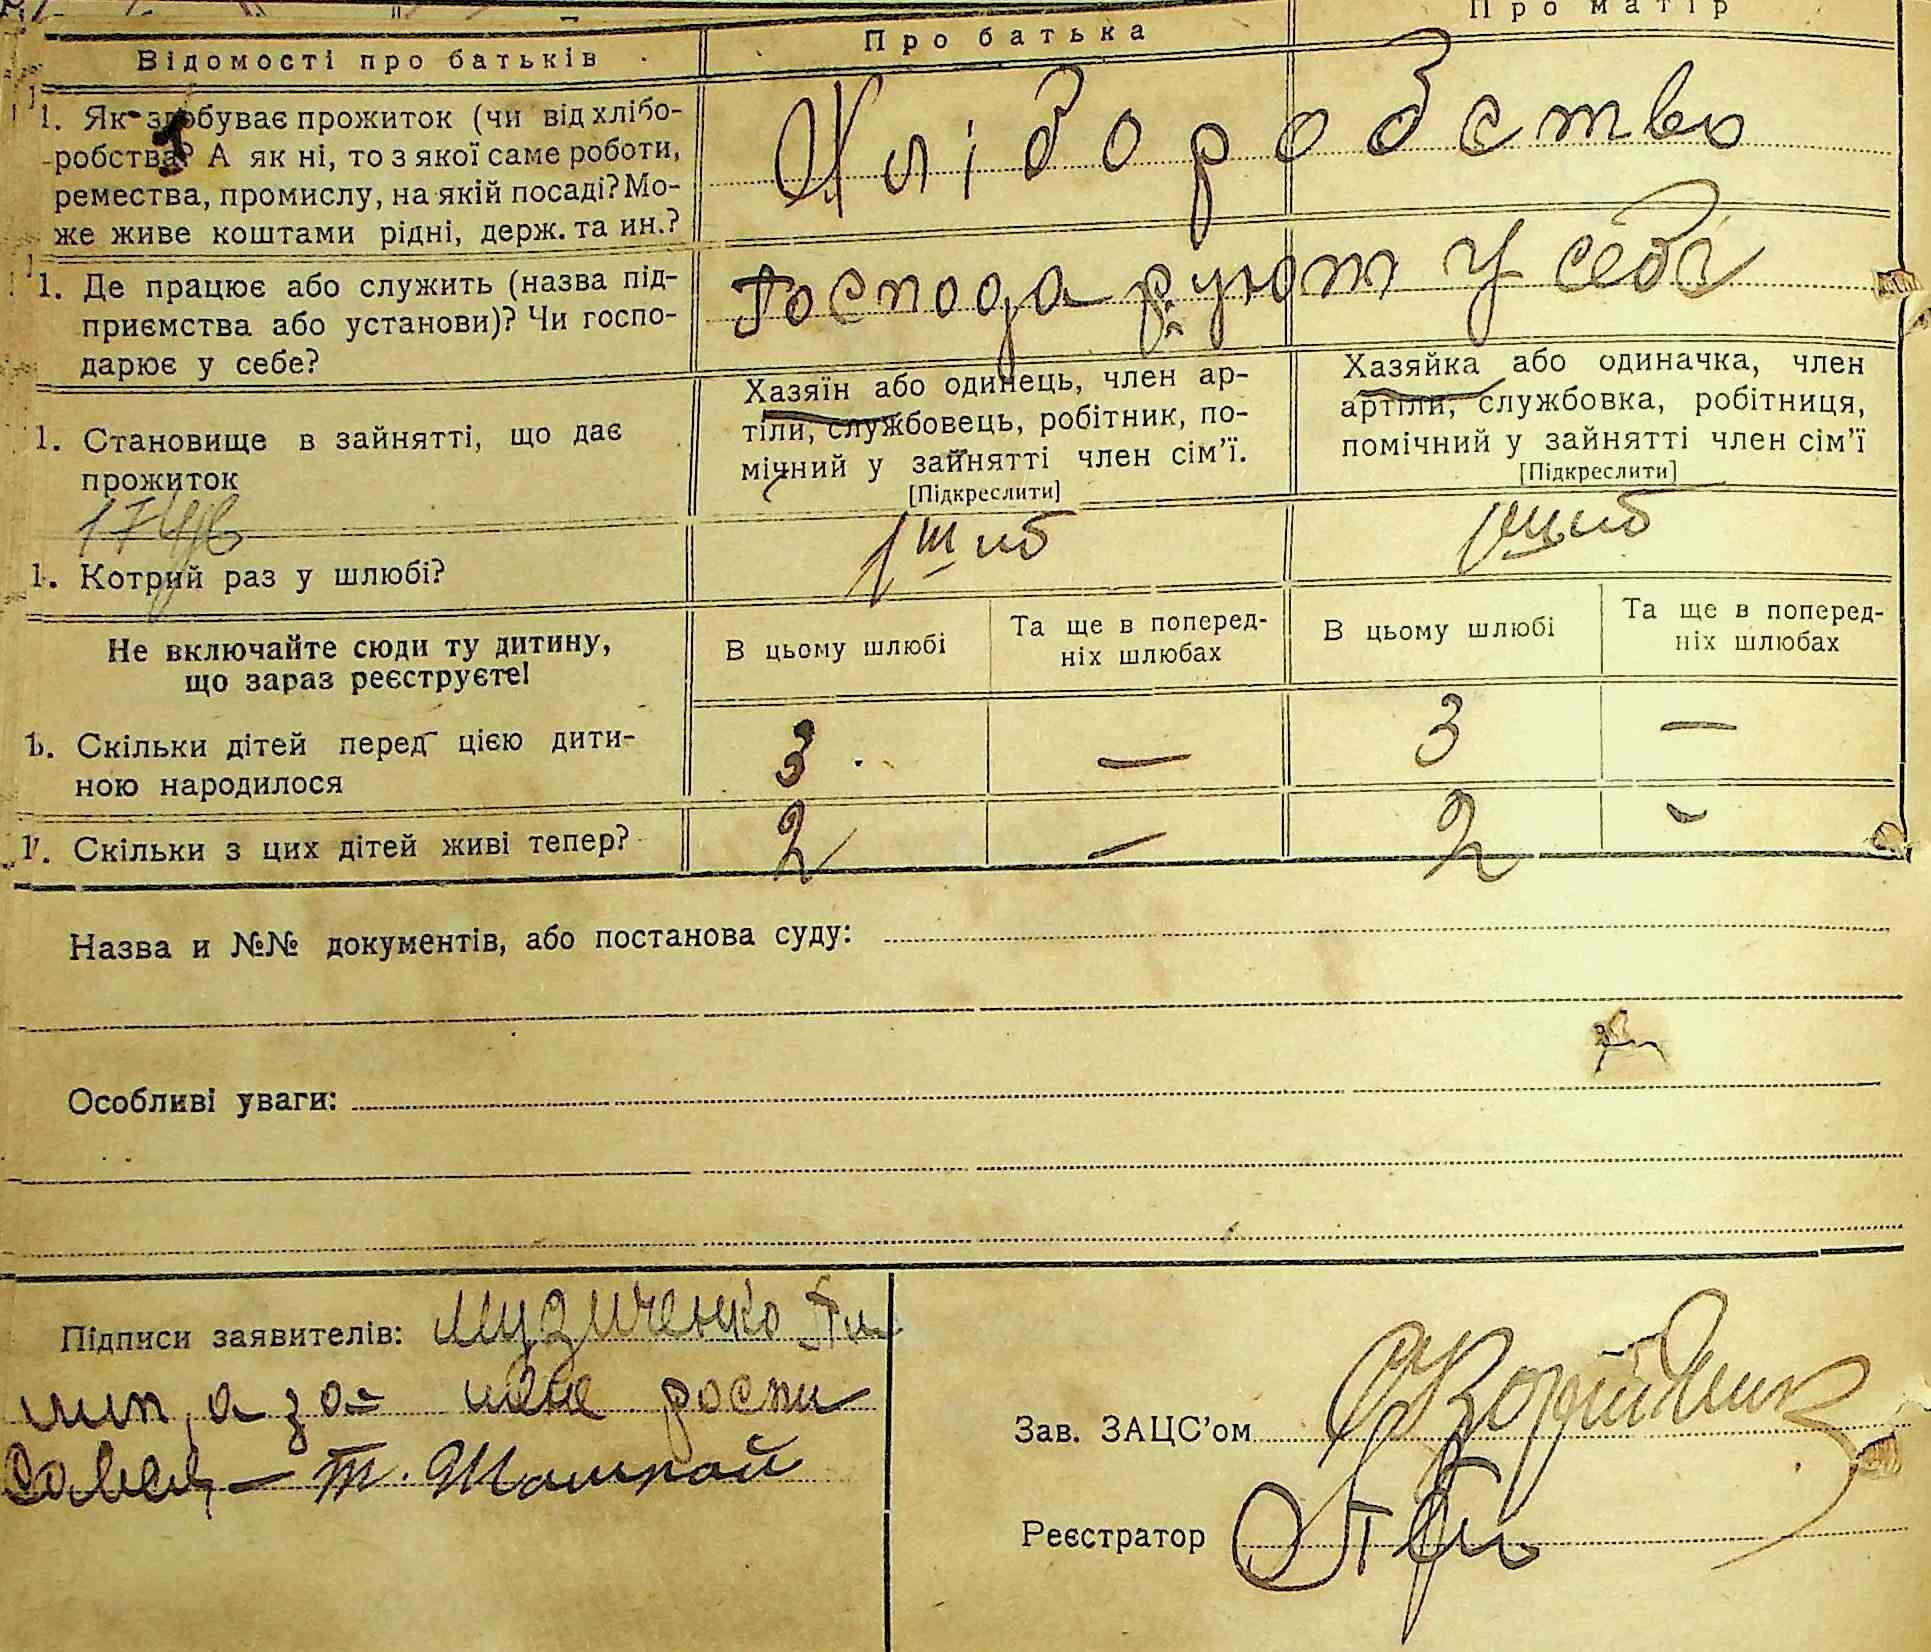 Відомості про батьків
Про батька
Про матір
1. Як здобуває прожиток (чи від хлібо-
робства? А як ні, то з якої саме роботи,
ремества, промислу, на якій посаді? Мо-
же живе коштами рідні, держ. та ин.?
Хліборобство
1. Де працює або служить (назва під-
приємства або установи)? Чи госпо-
дарює у себе?
Господарують у себе
1. Становище в зайнятті, що дає
прожиток
Хазяїн або одинець, член ар-
тіли, службовець, робітник, по-
мічний у зайнятті член сім'ї.
[Підкреслити]
Хазяйка або одиначка, член
артіли, службовка, робітниця,
помічний у зайнятті член сім'ї
[Підкреслити]
1. Котрий раз у шлюбі?
1ший
1ший
Не включайте сюди ту дитину,
що зараз реєструєте!
В цьому шлюбі
Та ще в поперед-
ніх шлюбах
В цьому шлюбі
Та ще в поперед-
ніх шлюбах
Скільки дітей перед цією дити-
ною народилося
3 — 3 —
Скільки з цих дітей живі тепер?
2 — 2 -
Назва и №№ документів, або постанова суду:
Особливі уваги:
Підписи заявителів: Музиченко
а за роспи
Зав. ЗАЦС'ом
Реєстратор